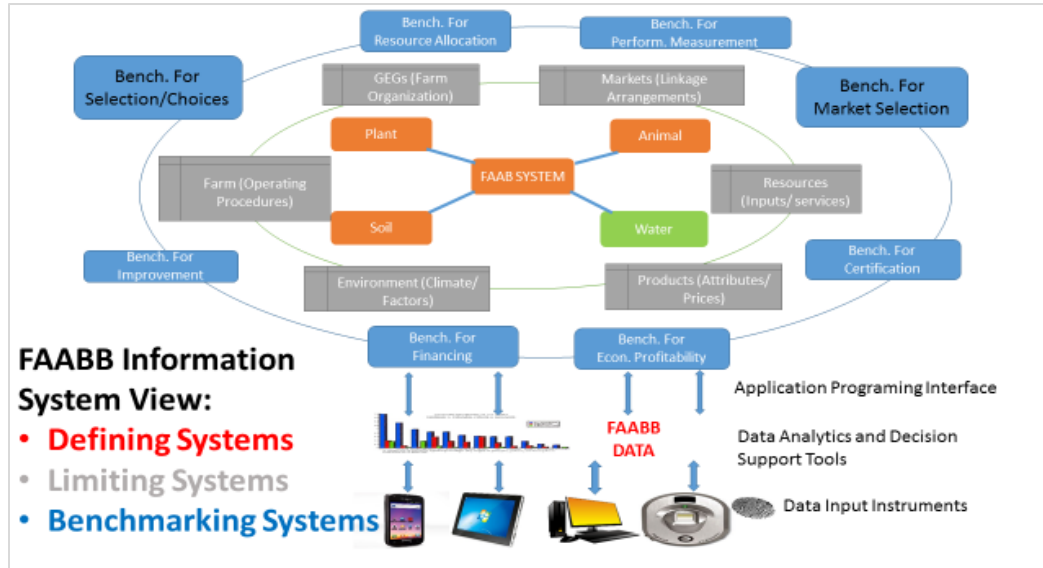 Bench. For
Resource Allocation
Bench. For
Perform. Measurement
Bench. For
Selection/Choices
GEGs (Farm
Organization)
Markets (Linkage
Arrangements)
Bench. For
Market Selection
Plant
Animal
FAAB SYSTEM
Farm (Operating
Procedures)
Resources
(Inputs/ services)
Soil
Water
Bench. For
Improvement
Environment (Climate/
Factors)
Products (Attributes/
Prices)
Bench. For
Certification
Bench. For
Financing
Bench. For
Econ. Profitability
FAABB Information
System View:
• Defining Systems
• Limiting Systems
• Benchmarking Systems
Application Programing Interface
FAABB
DATA
Data Analytics and Decision
Support Tools
Data Input Instruments